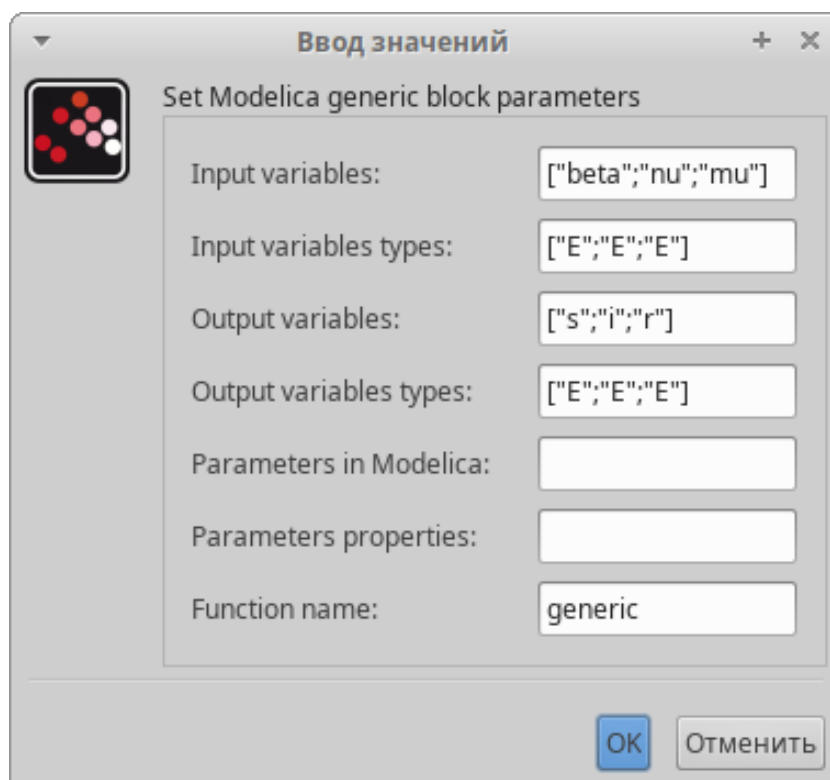 Ввод значений
Set Modelica generic block parameters
Input variables: ["beta";"nu";"mu"]
Input variables types: ["E";"E";"E"]
Output variables: ["s";"i";"r"]
Output variables types: ["E";"E";"E"]
Parameters in Modelica:
Parameters properties:
Function name: generic
OK Отменить